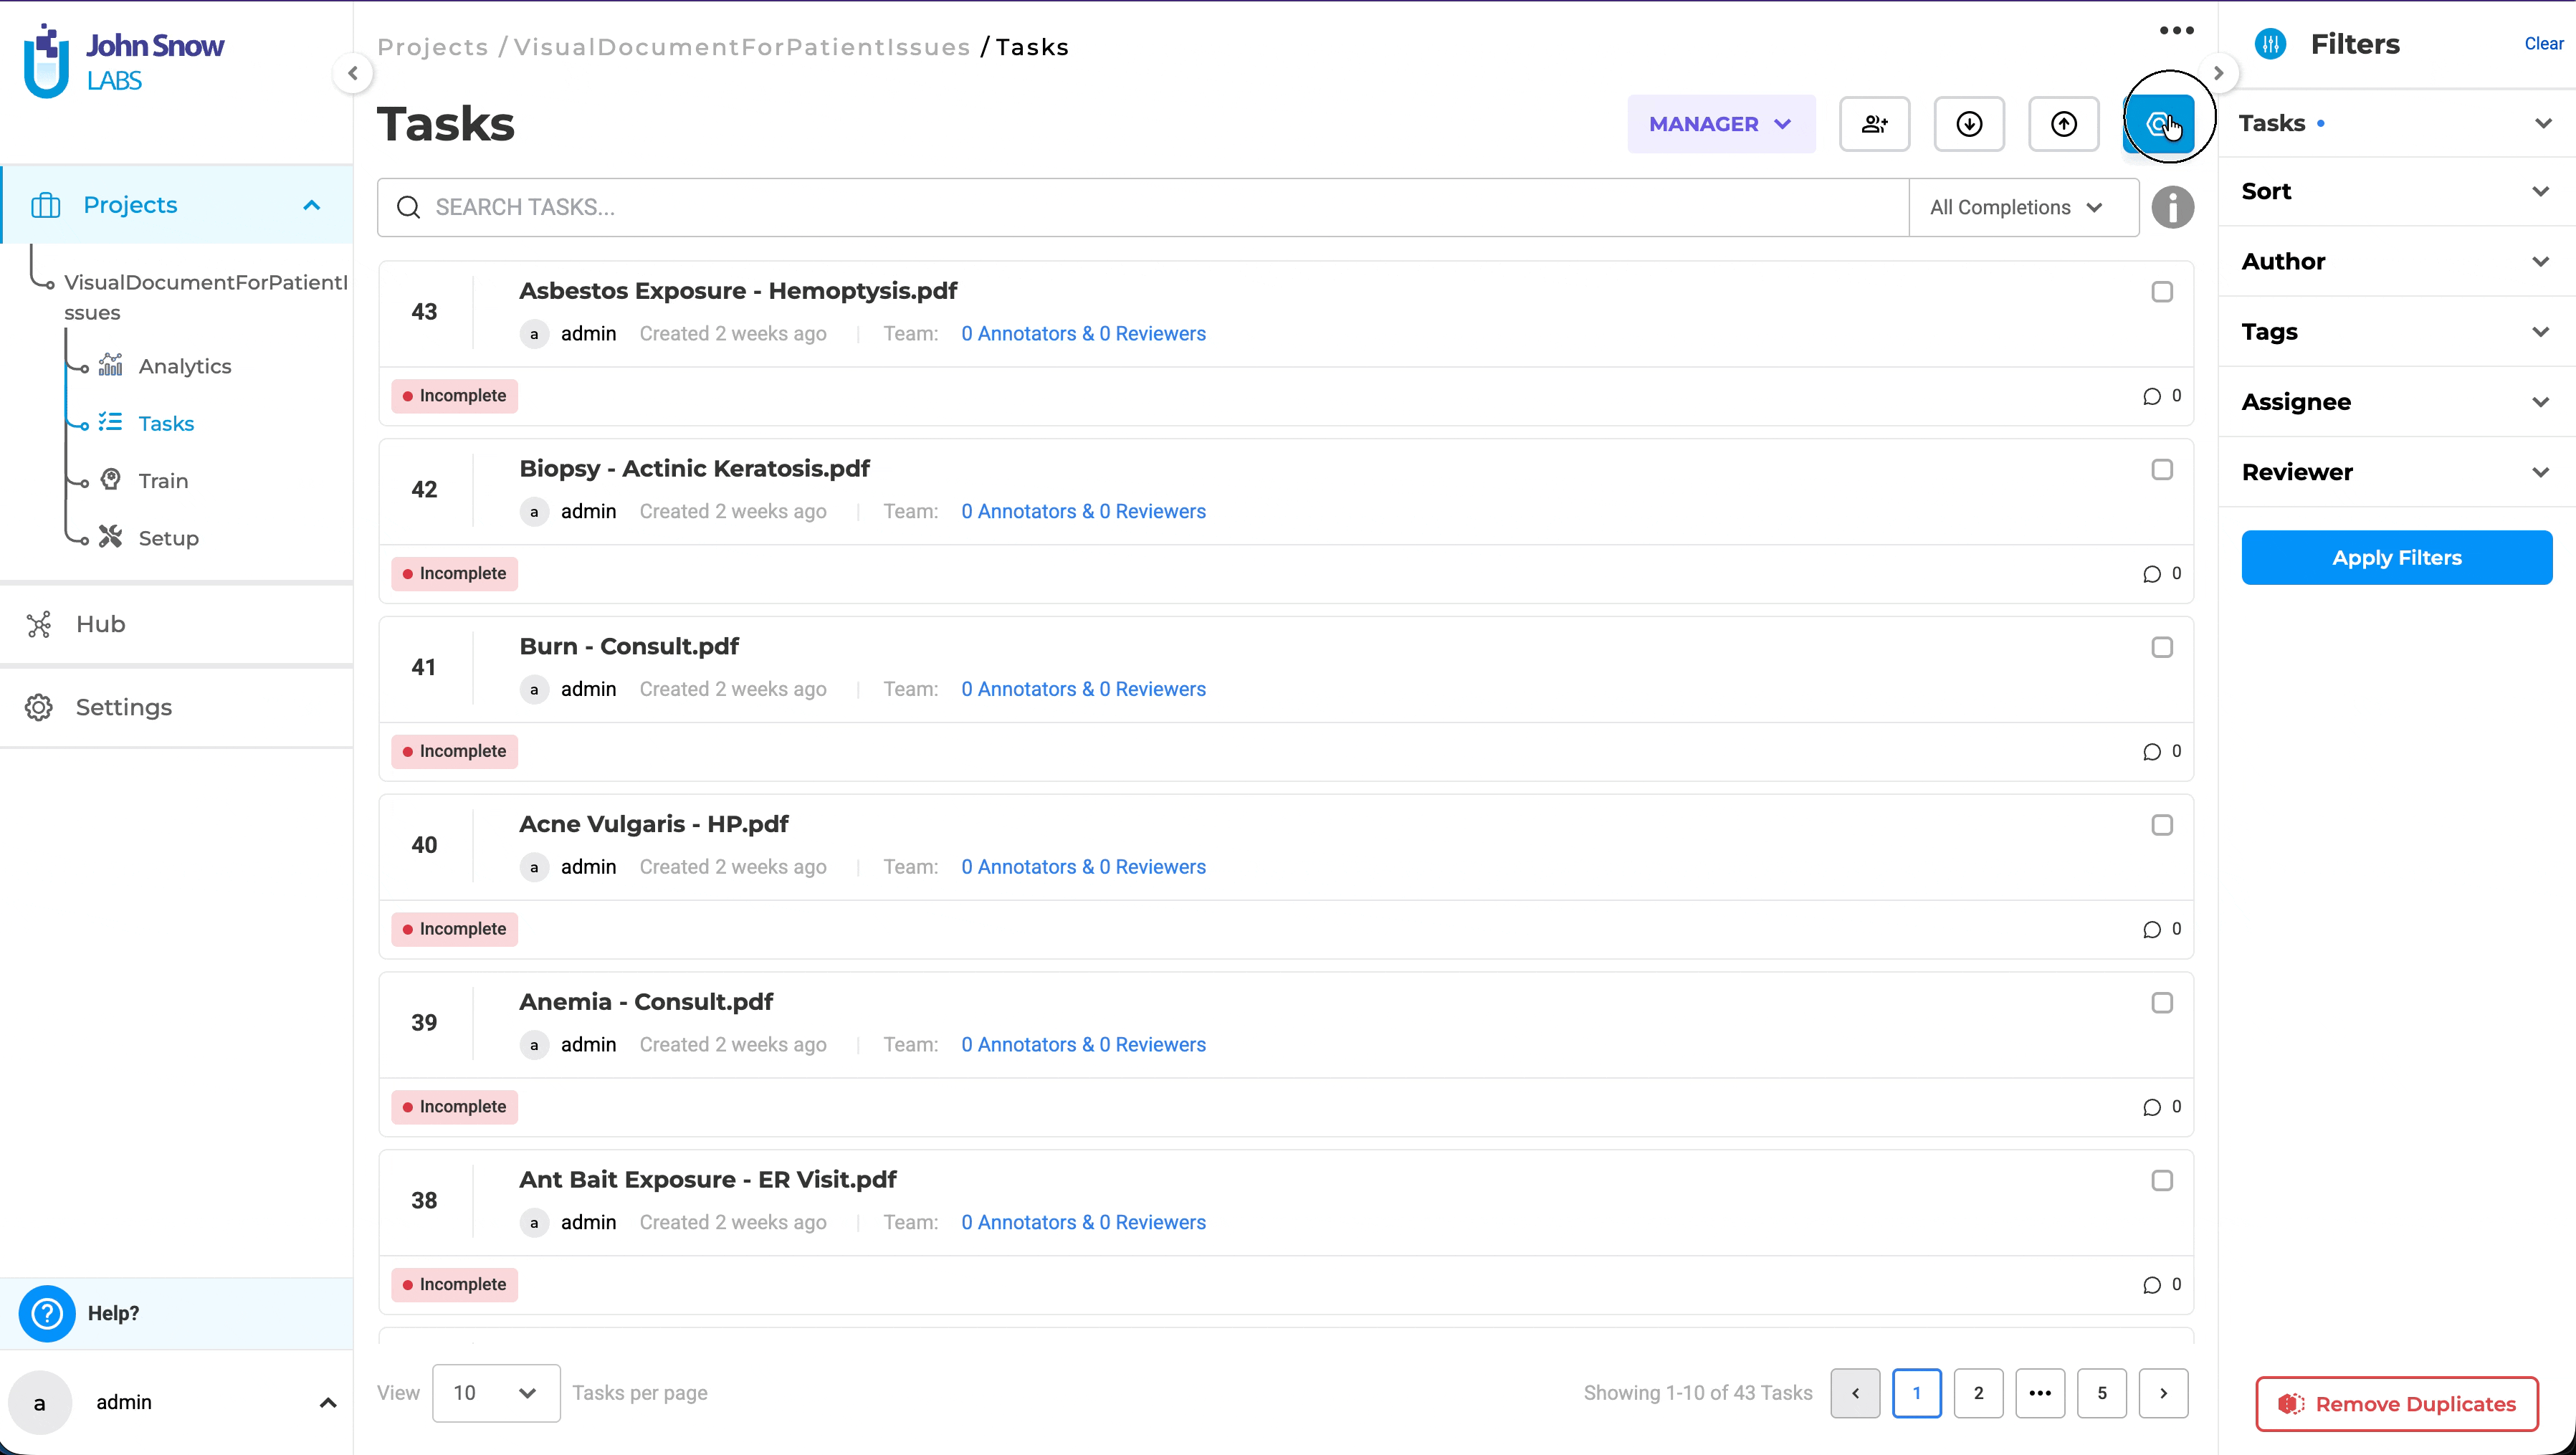 John Snow
LABS
Projects
VisualDocumentForPatientI
ssues
Analytics
Tasks
Train
Setup
Hub
Settings
Help?
a
admin
Projects / VisualDocumentForPatientIssues / Tasks
Tasks
MANAGER
SEARCH TASKS...
All Completions
43
Asbestos Exposure - Hemoptysis.pdf
a admin Created 2 weeks ago | Team: 0 Annotators & 0 Reviewers
Incomplete
0
42
Biopsy - Actinic Keratosis.pdf
a admin Created 2 weeks ago | Team: 0 Annotators & 0 Reviewers
Incomplete
0
41
Burn - Consult.pdf
a admin Created 2 weeks ago | Team: 0 Annotators & 0 Reviewers
Incomplete
0
40
Acne Vulgaris - HP.pdf
a admin Created 2 weeks ago | Team: 0 Annotators & 0 Reviewers
Incomplete
0
39
Anemia - Consult.pdf
a admin Created 2 weeks ago | Team: 0 Annotators & 0 Reviewers
Incomplete
0
38
Ant Bait Exposure - ER Visit.pdf
a admin Created 2 weeks ago | Team: 0 Annotators & 0 Reviewers
Incomplete
0
View 10 Tasks per page
Showing 1-10 of 43 Tasks ‹ 1 2 ••• 5 ›
Filters
Clear
Tasks •
Sort
Author
Tags
Assignee
Reviewer
Apply Filters
Remove Duplicates